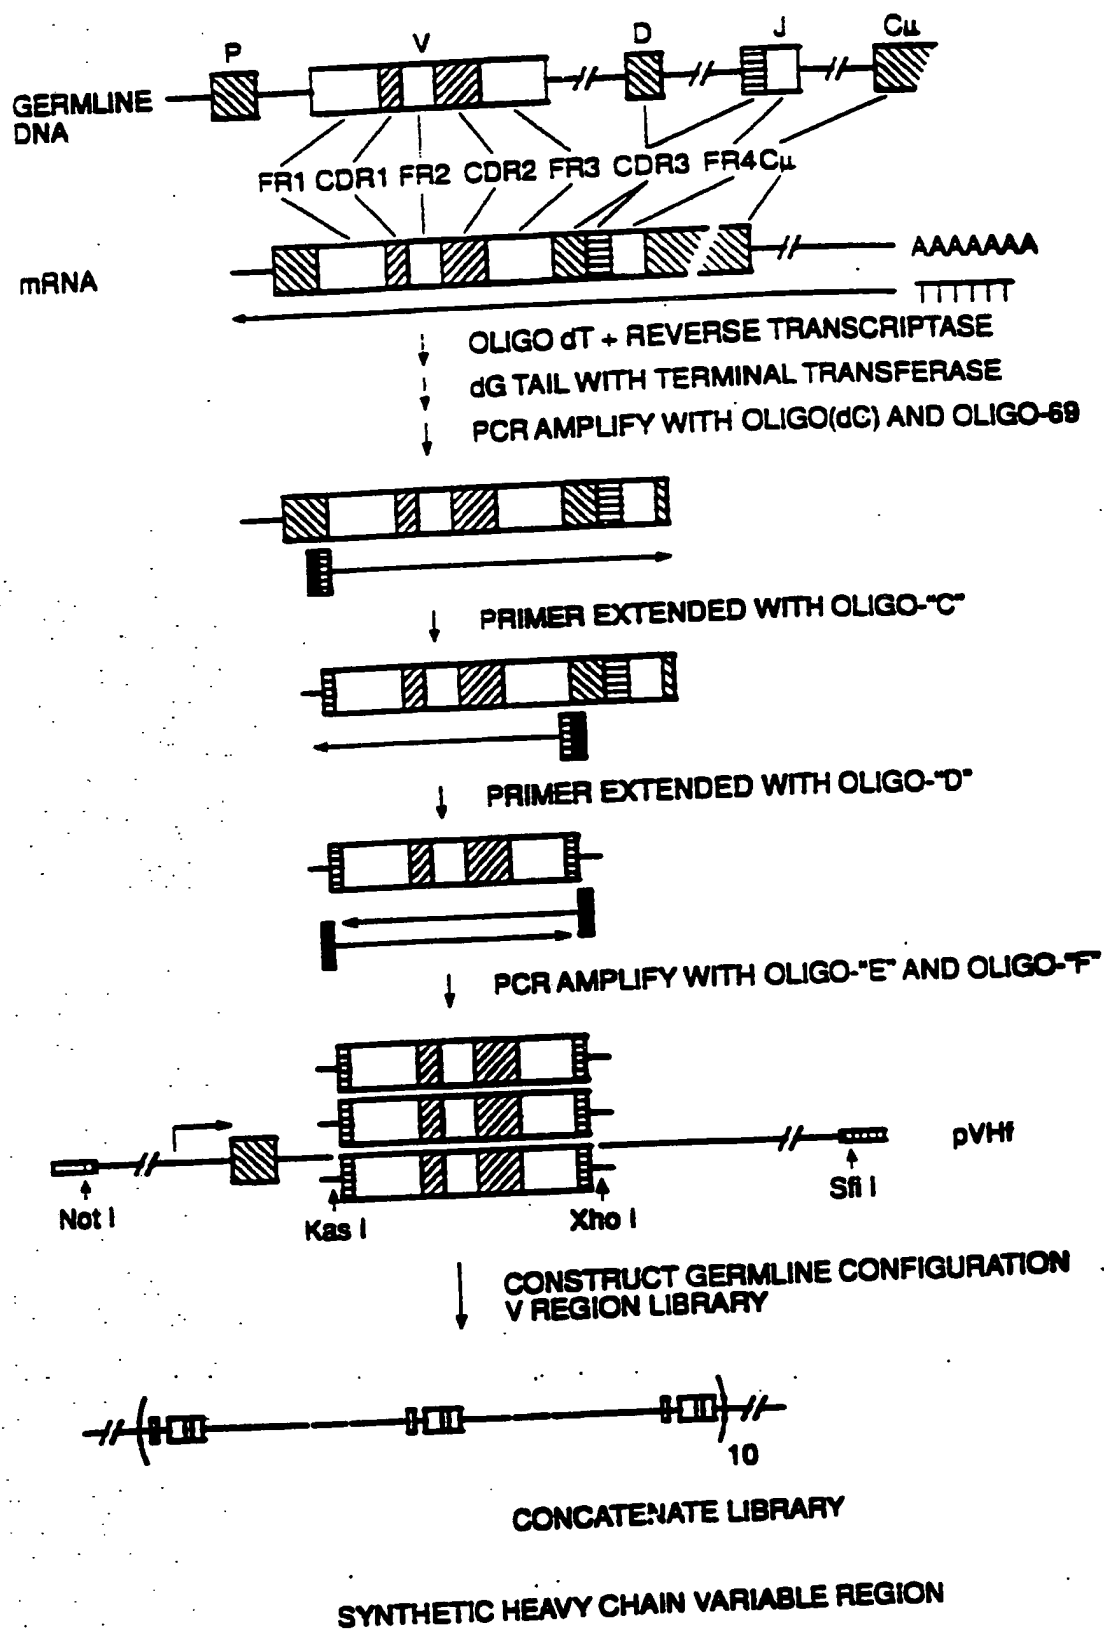 P V D J Cμ
GERMLINE
DNA
FR1 CDR1 FR2 CDR2 FR3 CDR3 FR4 Cμ
mRNA
AAAAAAA
TTTTTT
OLIGO dT + REVERSE TRANSCRIPTASE
dG TAIL WITH TERMINAL TRANSFERASE
PCR AMPLIFY WITH OLIGO(dC) AND OLIGO-69
PRIMER EXTENDED WITH OLIGO-"C"
PRIMER EXTENDED WITH OLIGO-"D"
PCR AMPLIFY WITH OLIGO-"E" AND OLIGO-"F"
pVHf
Not I
Kas I
Xho I
Sfi I
CONSTRUCT GERMLINE CONFIGURATION
V REGION LIBRARY
10
CONCATENATE LIBRARY
SYNTHETIC HEAVY CHAIN VARIABLE REGION